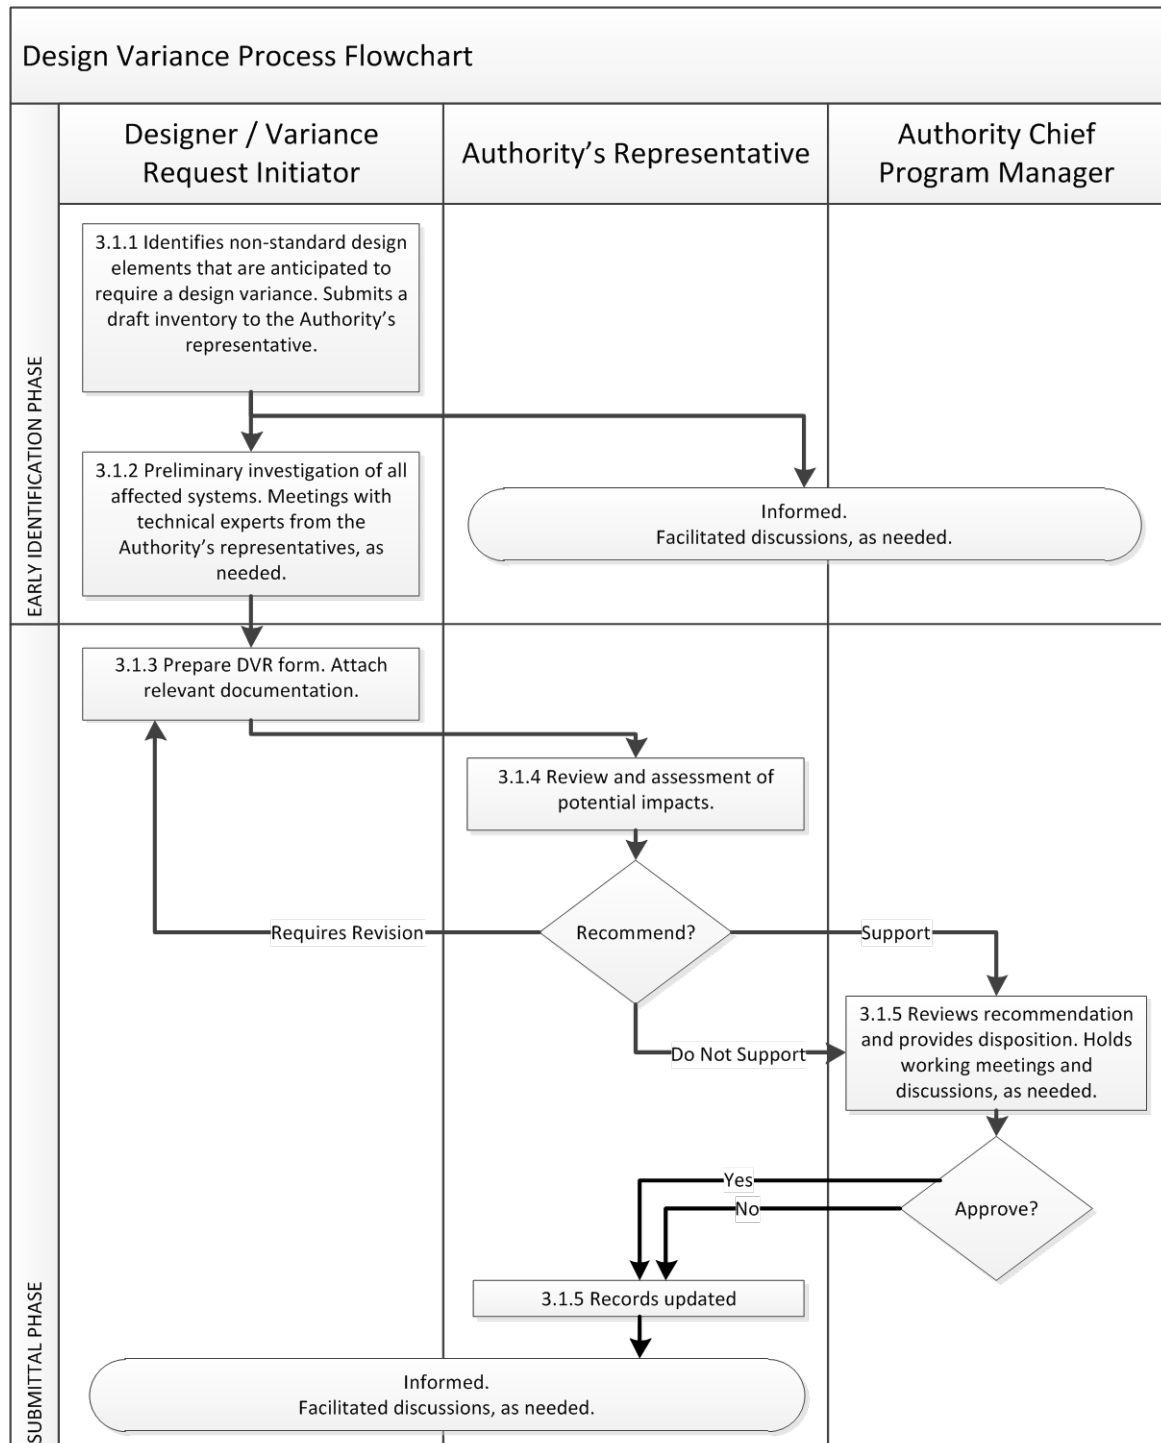 Design Variance Process Flowchart
Designer / Variance
Request Initiator
Authority's Representative
Authority Chief
Program Manager
EARLY IDENTIFICATION PHASE
3.1.1 Identifies non-standard design
elements that are anticipated to
require a design variance. Submits a
draft inventory to the Authority's
representative.
3.1.2 Preliminary investigation of all
affected systems. Meetings with
technical experts from the
Authority's representatives, as
needed.
Informed.
Facilitated discussions, as needed.
SUBMITTAL PHASE
3.1.3 Prepare DVR form. Attach
relevant documentation.
3.1.4 Review and assessment of
potential impacts.
Recommend?
Requires Revision
Support
Do Not Support
3.1.5 Reviews recommendation
and provides disposition. Holds
working meetings and
discussions, as needed.
Approve?
Yes
No
3.1.5 Records updated
Informed.
Facilitated discussions, as needed.